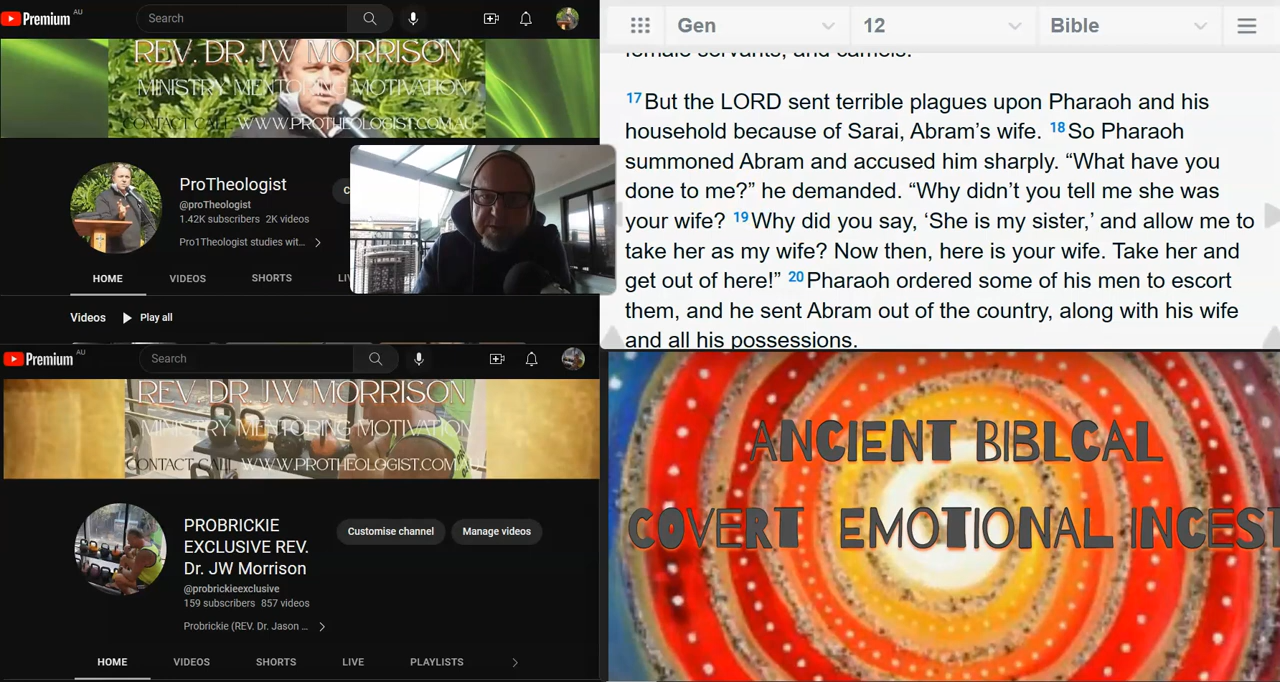 Premium AU
Search
REV. DR. JW MORRISON
MINISTRY MENTORING MOTIVATION
CONTACT CALL WWW.PROTHEOLOGIST.COM.AU
ProTheologist
@proTheologist
1.42K subscribers 2K videos
Pro1Theologist studies wit...
HOME VIDEOS SHORTS
Videos Play all
Premium AU
Search
REV. DR. JW MORRISON
MINISTRY MENTORING MOTIVATION
CONTACT CALL WWW.PROTHEOLOGIST.COM.AU
PROBRICKIE
EXCLUSIVE REV.
Dr. JW Morrison
Customise channel Manage videos
@probrickieexclusive
159 subscribers 857 videos
Probrickie (REV. Dr. Jason ...
HOME VIDEOS SHORTS LIVE PLAYLISTS
Gen 12 Bible
female servants, and camels.
17 But the LORD sent terrible plagues upon Pharaoh and his
household because of Sarai, Abram’s wife. 18 So Pharaoh
summoned Abram and accused him sharply. “What have you
done to me?” he demanded. “Why didn’t you tell me she was
your wife? 19 Why did you say, ‘She is my sister,’ and allow me to
take her as my wife? Now then, here is your wife. Take her and
get out of here!” 20 Pharaoh ordered some of his men to escort
them, and he sent Abram out of the country, along with his wife
and all his possessions.
ANCIENT BIBLCAL
COVERT EMOTIONAL INCEST